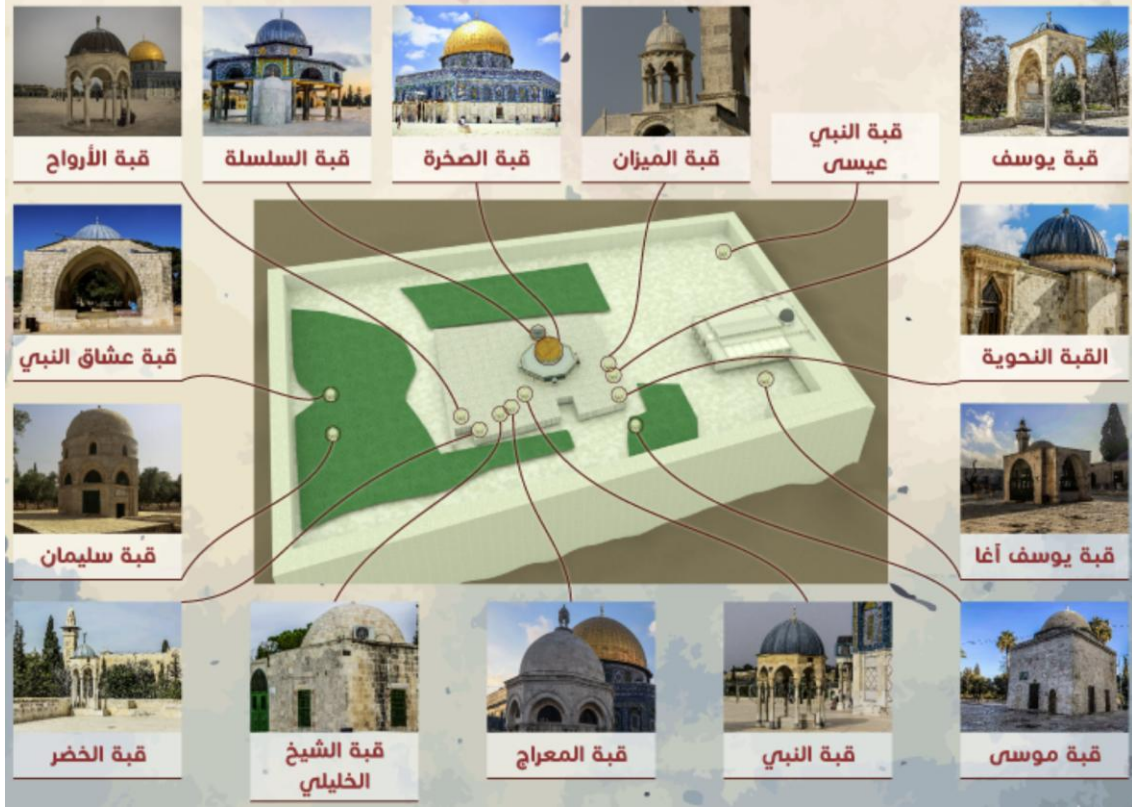 قبة يوسف
قبة النبي
عيسى
قبة الميزان
قبة الصخرة
قبة السلسلة
قبة الأرواح
القبة النحوية
قبة عشاق النبي
قبة يوسف أغا
قبة سليمان
قبة موسى
قبة النبي
قبة المعراج
قبة الشيخ
الخليلي
قبة الخضر